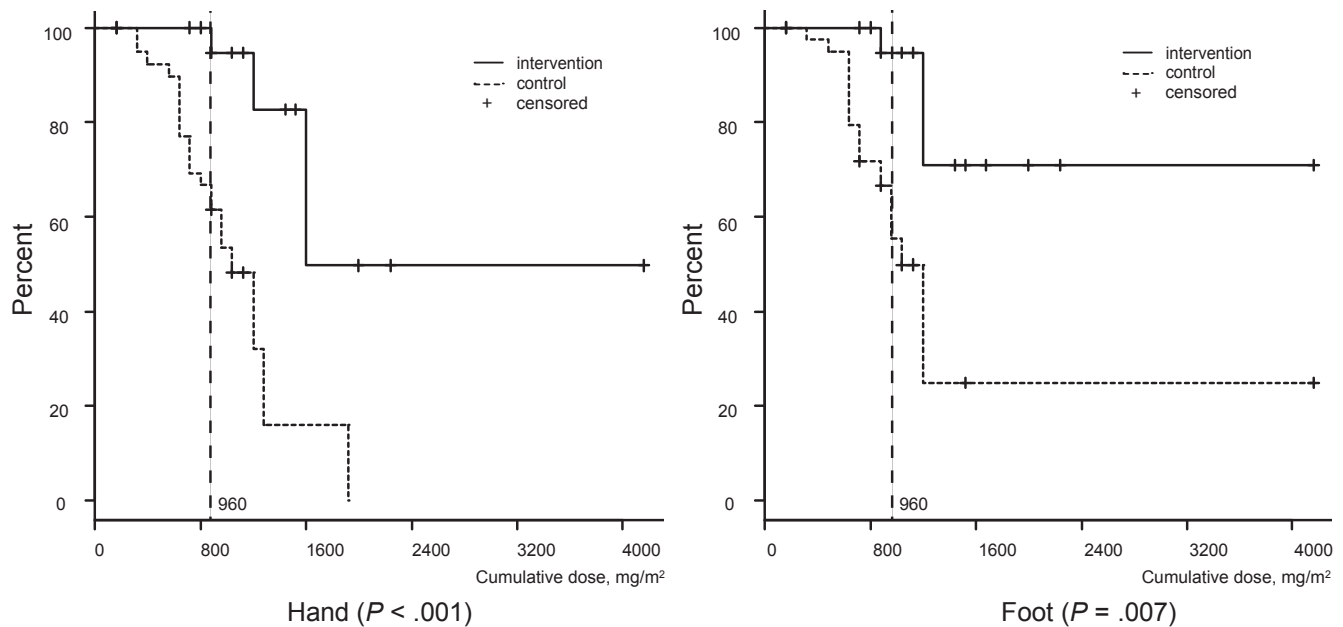 100
80
60
40
20
0
Percent
intervention
control
censored
960
0 800 1600 2400 3200 4000
Cumulative dose, mg/m²
Hand (P < .001)
100
80
60
40
20
0
Percent
intervention
control
censored
960
0 800 1600 2400 3200 4000
Cumulative dose, mg/m²
Foot (P = .007)